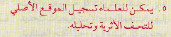 ٥. يمكن للعلماء تسجيل الموقع الأصلي
للتحف الأثرية وتحليله.